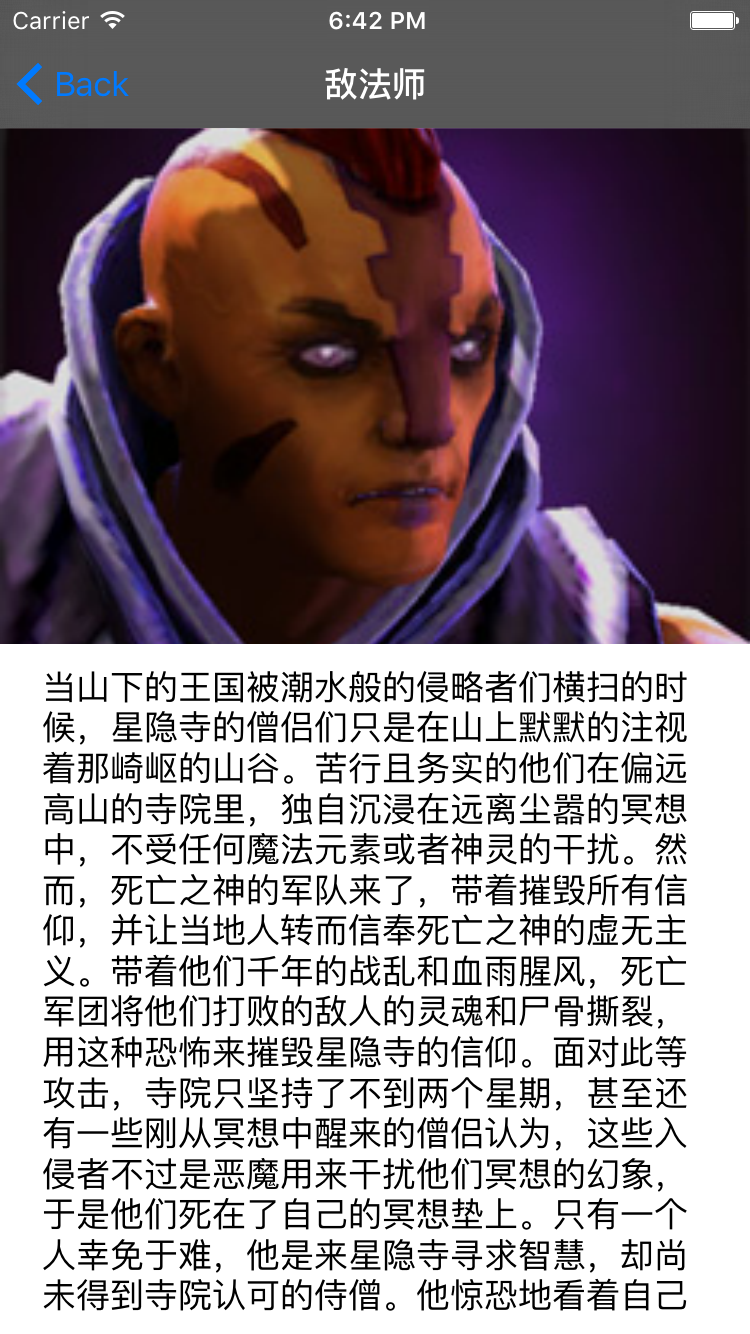 Carrier 6:42 PM
Back 敌法师
当山下的王国被潮水般的侵略者们横扫的时
候，星隐寺的僧侣们只是在山上默默的注视
着那崎岖的山谷。苦行且务实的他们在偏远
高山的寺院里，独自沉浸在远离尘嚣的冥想
中，不受任何魔法元素或者神灵的干扰。然
而，死亡之神的军队来了，带着摧毁所有信
仰，并让当地人转而信奉死亡之神的虚无主
义。带着他们千年的战乱和血雨腥风，死亡
军团将他们打败的敌人的灵魂和尸骨撕裂，
用这种恐怖来摧毁星隐寺的信仰。面对此等
攻击，寺院只坚持了不到两个星期，甚至还
有一些刚从冥想中醒来的僧侣认为，这些入
侵者不过是恶魔用来干扰他们冥想的幻象，
于是他们死在了自己的冥想垫上。只有一个
人幸免于难，他是来星隐寺寻求智慧，却尚
未得到寺院认可的侍僧。他惊恐地看着自己